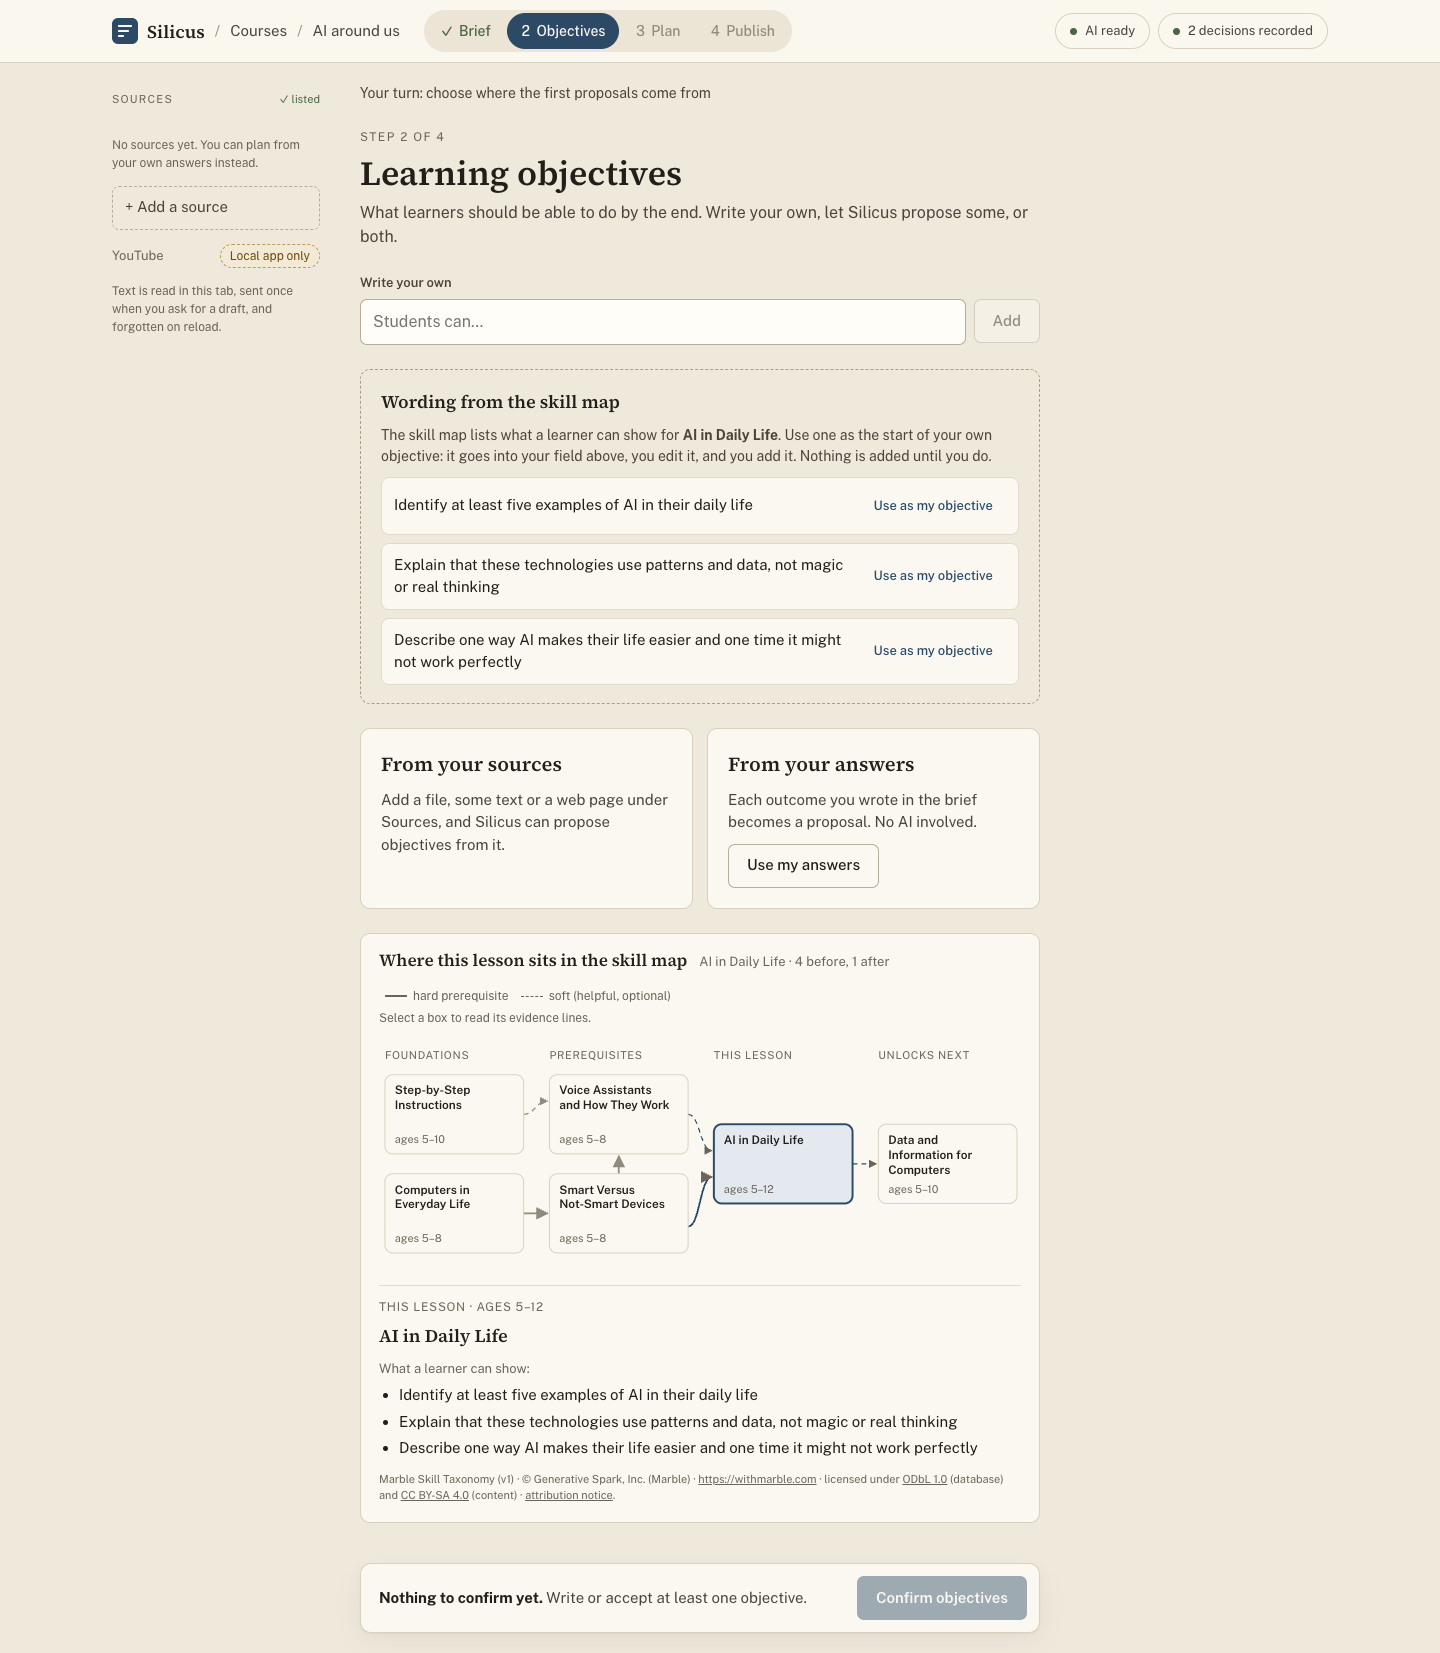 Silicus / Courses / AI around us
✓ Brief
2 Objectives
3 Plan
4 Publish
AI ready
2 decisions recorded
SOURCES
✓ listed
No sources yet. You can plan from
your own answers instead.
+ Add a source
YouTube
Local app only
Text is read in this tab, sent once
when you ask for a draft, and
forgotten on reload.
Your turn: choose where the first proposals come from
STEP 2 OF 4
Learning objectives
What learners should be able to do by the end. Write your own, let Silicus propose some, or
both.
Write your own
Students can...
Add
Wording from the skill map
The skill map lists what a learner can show for AI in Daily Life. Use one as the start of your own
objective: it goes into your field above, you edit it, and you add it. Nothing is added until you do.
Identify at least five examples of AI in their daily life
Use as my objective
Explain that these technologies use patterns and data, not magic
or real thinking
Use as my objective
Describe one way AI makes their life easier and one time it might
not work perfectly
Use as my objective
From your sources
Add a file, some text or a web page under
Sources, and Silicus can propose
objectives from it.
From your answers
Each outcome you wrote in the brief
becomes a proposal. No AI involved.
Use my answers
Where this lesson sits in the skill map
AI in Daily Life · 4 before, 1 after
hard prerequisite
soft (helpful, optional)
Select a box to read its evidence lines.
FOUNDATIONS
PREREQUISITES
THIS LESSON
UNLOCKS NEXT
Step-by-Step
Instructions
ages 5–10
Voice Assistants
and How They Work
ages 5–8
AI in Daily Life
ages 5–12
Data and
Information for
Computers
ages 5–10
Computers in
Everyday Life
ages 5–8
Smart Versus
Not-Smart Devices
ages 5–8
THIS LESSON · AGES 5–12
AI in Daily Life
What a learner can show:
• Identify at least five examples of AI in their daily life
• Explain that these technologies use patterns and data, not magic or real thinking
• Describe one way AI makes their life easier and one time it might not work perfectly
Marble Skill Taxonomy (v1) · © Generative Spark, Inc. (Marble) · https://withmarble.com · licensed under ODbL 1.0 (database)
and CC BY-SA 4.0 (content) · attribution notice.
Nothing to confirm yet. Write or accept at least one objective.
Confirm objectives